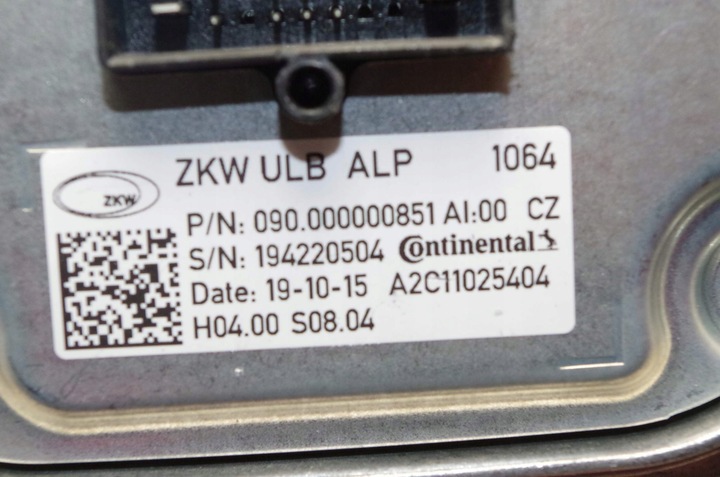 ZKW ULB ALP 1064
ZKW
P/N: 090.000000851 AI:00 CZ
S/N: 194220504 Continental
Date: 19-10-15 A2C11025404
H04.00 S08.04